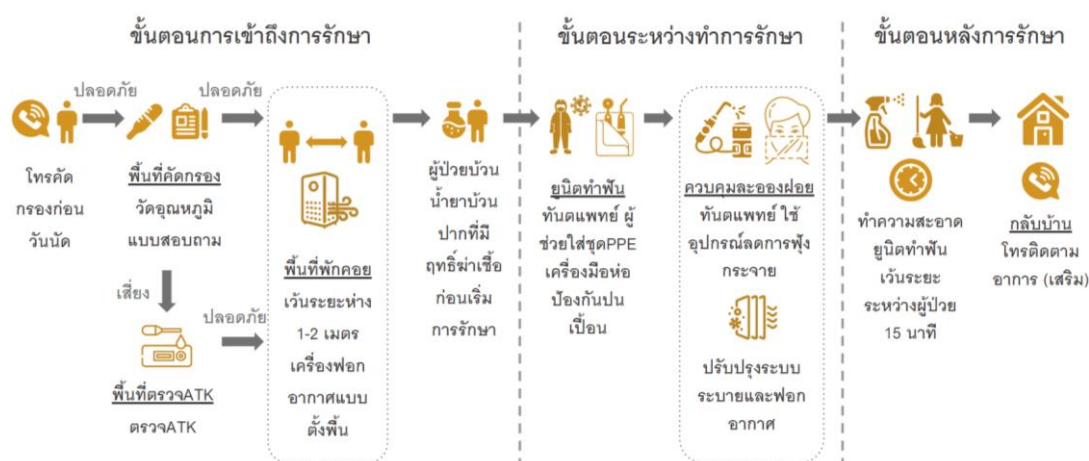 ขั้นตอนการเข้าถึงการรักษา
ขั้นตอนระหว่างทำการรักษา
ขั้นตอนหลังการรักษา
ปลอดภัย
ปลอดภัย
โทรคัด
กรองก่อน
วันนัด
พื้นที่คัดกรอง
วัดอุณหภูมิ
แบบสอบถาม
เสี่ยง
ปลอดภัย
พื้นที่ตรวจATK
ตรวจATK
พื้นที่พักคอย
เว้นระยะห่าง
1-2 เมตร
เครื่องฟอก
อากาศแบบ
ตั้งพื้น
ผู้ป่วยบ้วน
น้ำยาบ้วน
ปากที่มี
ฤทธิ์ฆ่าเชื้อ
ก่อนเริ่ม
การรักษา
ยูนิตทำฟัน
ทันตแพทย์ ผู้
ช่วยใส่ชุดPPE
เครื่องมือห่อ
ป้องกันปน
เปื้อน
ควบคุมละอองฝอย
ทันตแพทย์ ใช้
อุปกรณ์ลดการฟุ้ง
กระจาย
ปรับปรุงระบบ
ระบายและฟอก
อากาศ
ทำความสะอาด
ยูนิตทำฟัน
เว้นระยะ
ระหว่างผู้ป่วย
15 นาที
กลับบ้าน
โทรติดตาม
อาการ (เสริม)